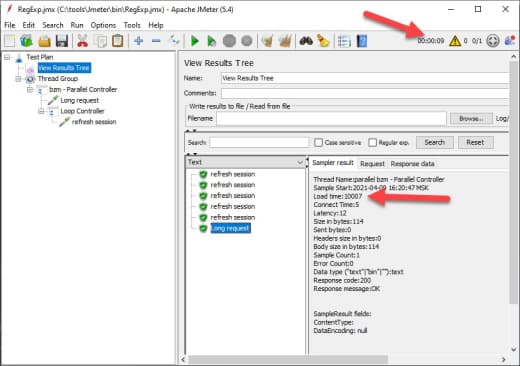 RegExp.jmx (C:\tools\Jmeter\bin\RegExp.jmx) - Apache JMeter (5.4)
File Edit Search Run Options Tools Help
00:00:09 0 0/1
Test Plan
View Results Tree
Thread Group
bzm - Parallel Controller
Long request
Loop Controller
refresh session
View Results Tree
Name: View Results Tree
Comments:
Write results to file / Read from file
Filename Browse... Log/
Search: Case sensitive Regular exp. Search Reset
Text
refresh session
refresh session
refresh session
refresh session
refresh session
Long request
Sampler result Request Response data
Thread Name:parallel bzm - Parallel Controller
Sample Start:2021-04-09 16:20:47 MSK
Load time:10007
Connect Time:5
Latency:12
Size in bytes:114
Sent bytes:0
Headers size in bytes:0
Body size in bytes:114
Sample Count:1
Error Count:0
Data type ("text"|"bin"|""):text
Response code:200
Response message:OK
SampleResult fields:
ContentType:
DataEncoding: null